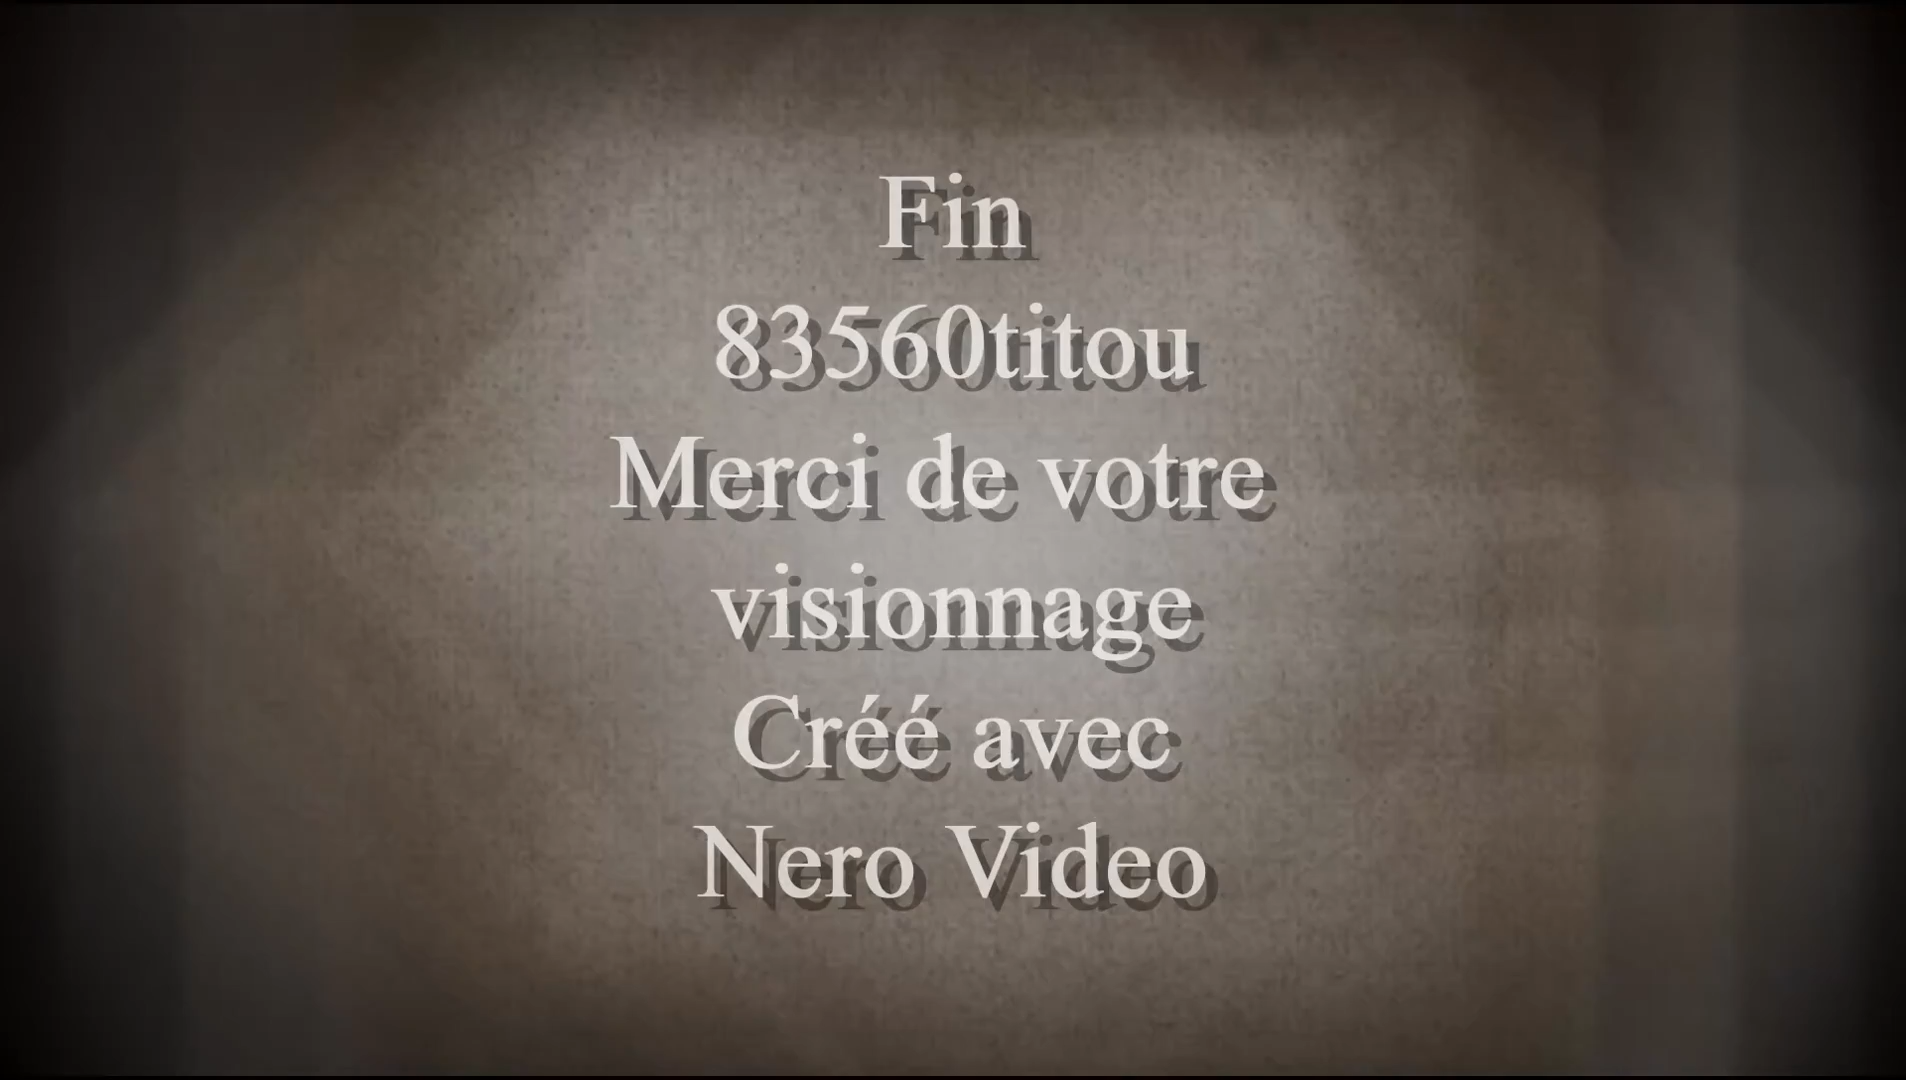 Fin
83560titou
Merci de votre
visionnage
Créé avec
Nero Video